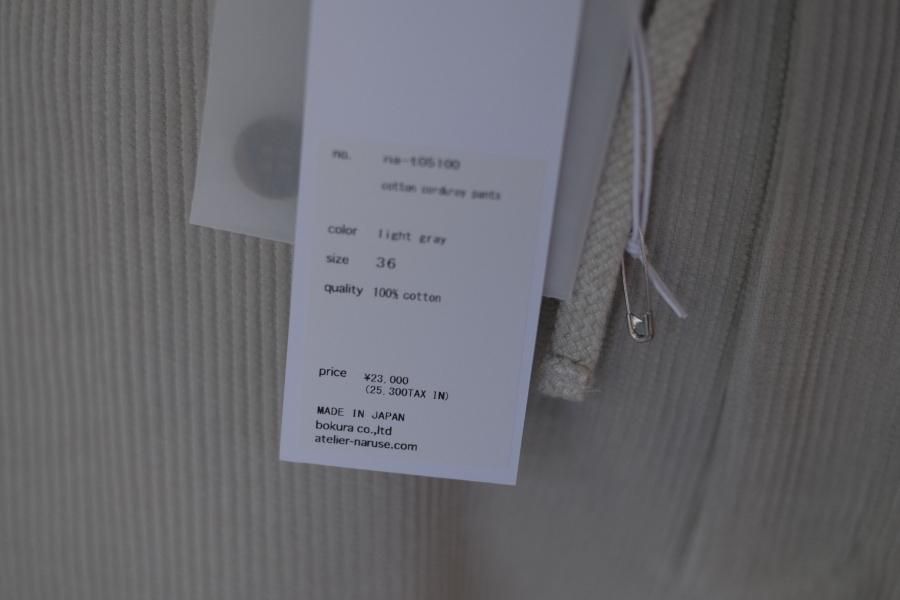 no. na-t05100
cotton corduroy pants
color light gray
size 36
quality 100% cotton
price ¥23,000
(25,300TAX IN)
MADE IN JAPAN
bokura co.,ltd
atelier-naruse.com